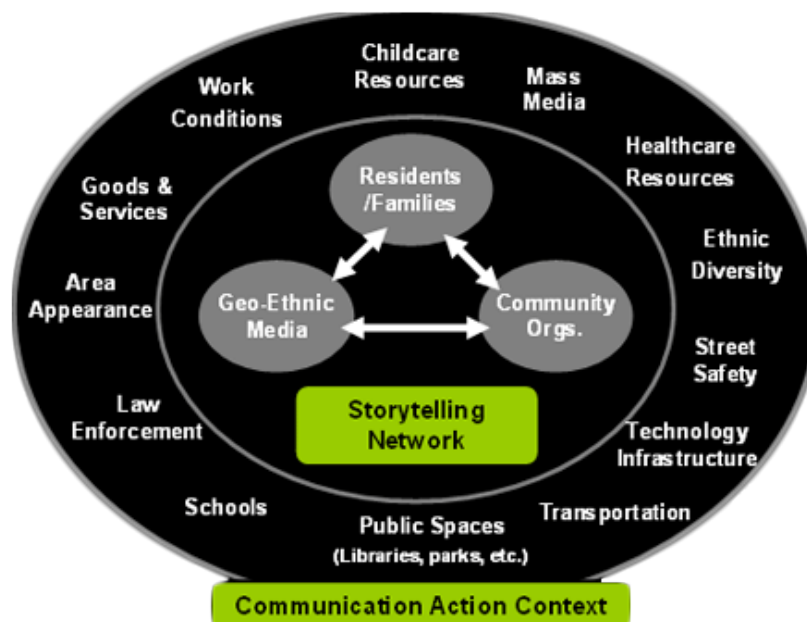 Childcare
Resources
Mass
Media
Work
Conditions
Healthcare
Resources
Residents
/Families
Goods &
Services
Ethnic
Diversity
Area
Appearance
Geo-Ethnic
Media
Community
Orgs.
Street
Safety
Law
Enforcement
Storytelling
Network
Technology
Infrastructure
Schools
Public Spaces
(Libraries, parks, etc.)
Transportation
Communication Action Context